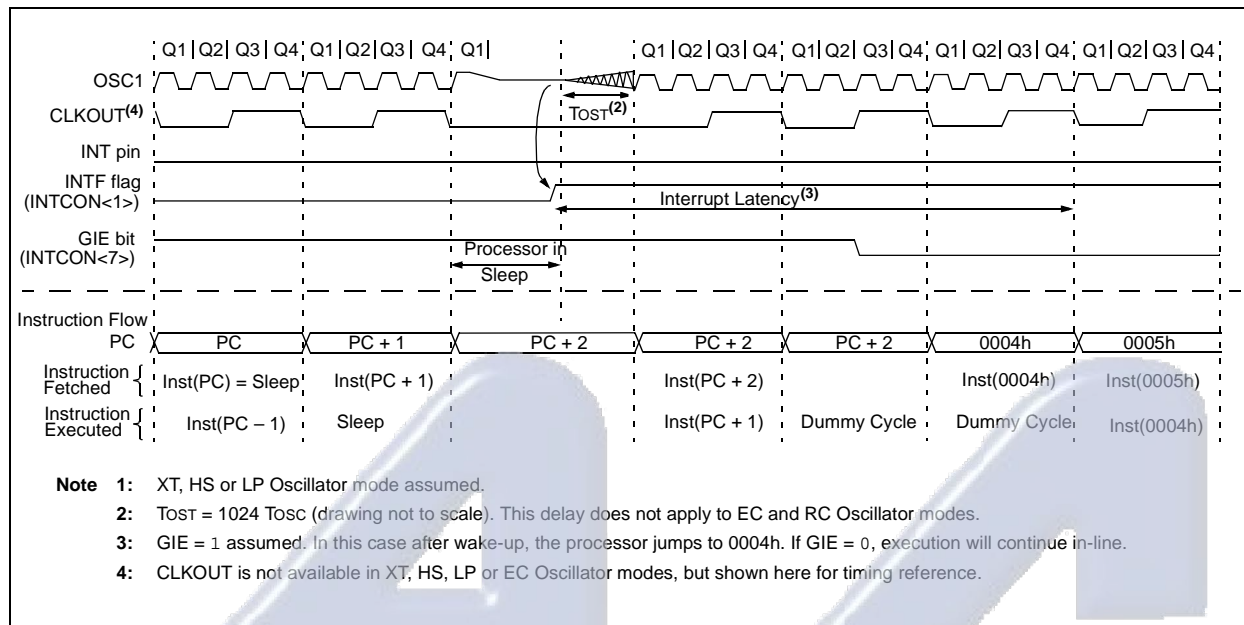 Q1 Q2 Q3 Q4 Q1 Q2 Q3 Q4 Q1 Q1 Q2 Q3 Q4 Q1 Q2 Q3 Q4 Q1 Q2 Q3 Q4 Q1 Q2 Q3 Q4
OSC1
CLKOUT(4)
TOST(2)
INT pin
INTF flag
(INTCON<1>)
Interrupt Latency(3)
GIE bit
(INTCON<7>)
Processor in
Sleep
Instruction Flow
PC PC PC + 1 PC + 2 PC + 2 PC + 2 0004h 0005h
Instruction
Fetched
Inst(PC) = Sleep Inst(PC + 1) Inst(PC + 2) Inst(0004h) Inst(0005h)
Instruction
Executed
Inst(PC – 1) Sleep Inst(PC + 1) Dummy Cycle Dummy Cycle Inst(0004h)
Note 1: XT, HS or LP Oscillator mode assumed.
2: TOST = 1024 TOSC (drawing not to scale). This delay does not apply to EC and RC Oscillator modes.
3: GIE = 1 assumed. In this case after wake-up, the processor jumps to 0004h. If GIE = 0, execution will continue in-line.
4: CLKOUT is not available in XT, HS, LP or EC Oscillator modes, but shown here for timing reference.